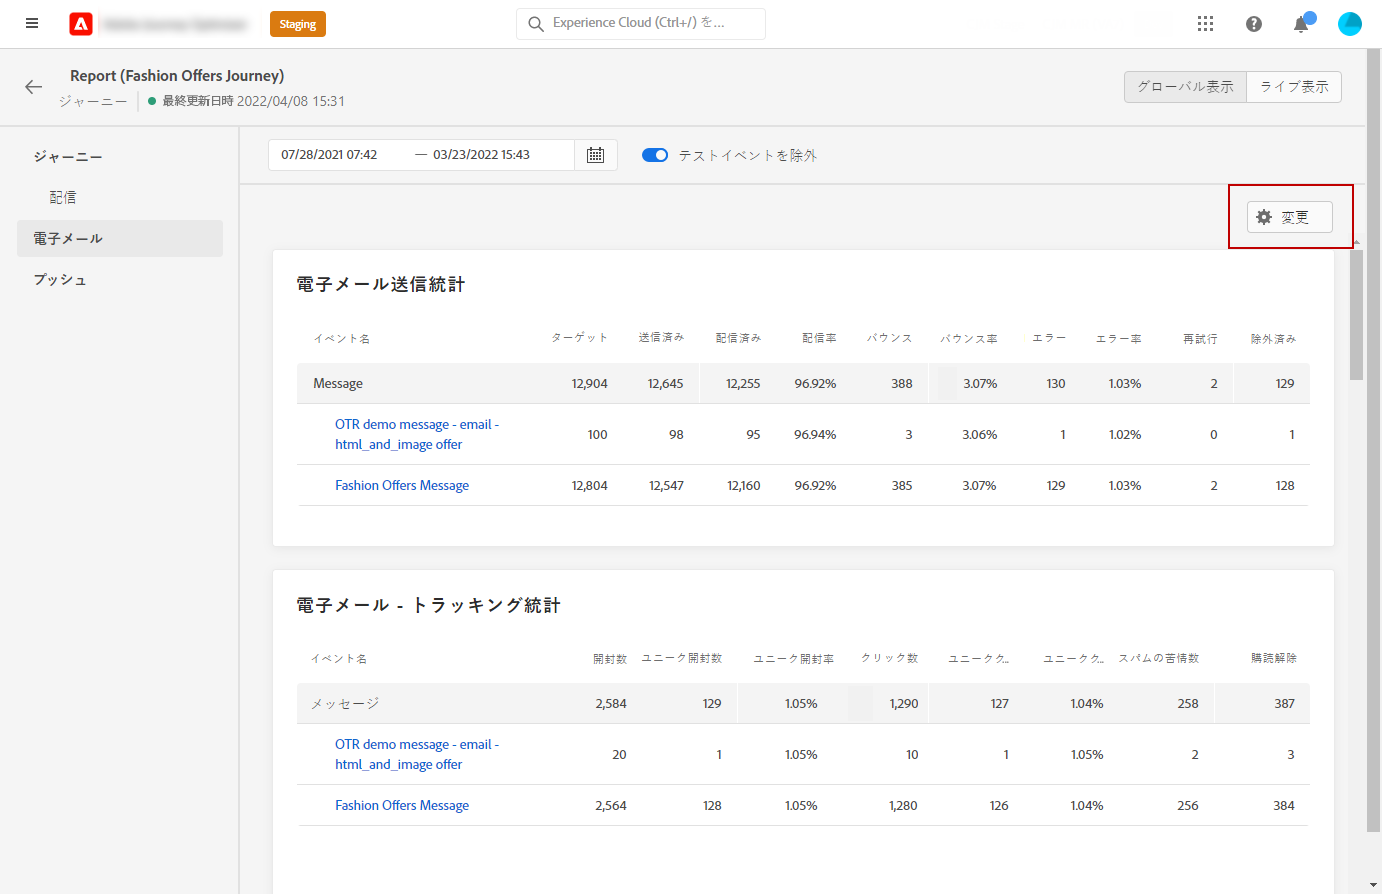 Staging
Experience Cloud (Ctrl+/) を...
Report (Fashion Offers Journey)
ジャーニー 最終更新日時 2022/04/08 15:31
グローバル表示 ライブ表示
ジャーニー
配信
電子メール
プッシュ
07/28/2021 07:42 — 03/23/2022 15:43
テストイベントを除外
変更
電子メール送信統計
イベント名 ターゲット 送信済み 配信済み 配信率 バウンス バウンス率 エラー エラー率 再試行 除外済み
Message 12,904 12,645 12,255 96.92% 388 3.07% 130 1.03% 2 129
OTR demo message - email -
html_and_image offer 100 98 95 96.94% 3 3.06% 1 1.02% 0 1
Fashion Offers Message 12,804 12,547 12,160 96.92% 385 3.07% 129 1.03% 2 128
電子メール - トラッキング統計
イベント名 開封数 ユニーク開封数 ユニーク開封率 クリック数 ユニークク... ユニークク... スパムの苦情数 購読解除
メッセージ 2,584 129 1.05% 1,290 127 1.04% 258 387
OTR demo message - email -
html_and_image offer 20 1 1.05% 10 1 1.05% 2 3
Fashion Offers Message 2,564 128 1.05% 1,280 126 1.04% 256 384